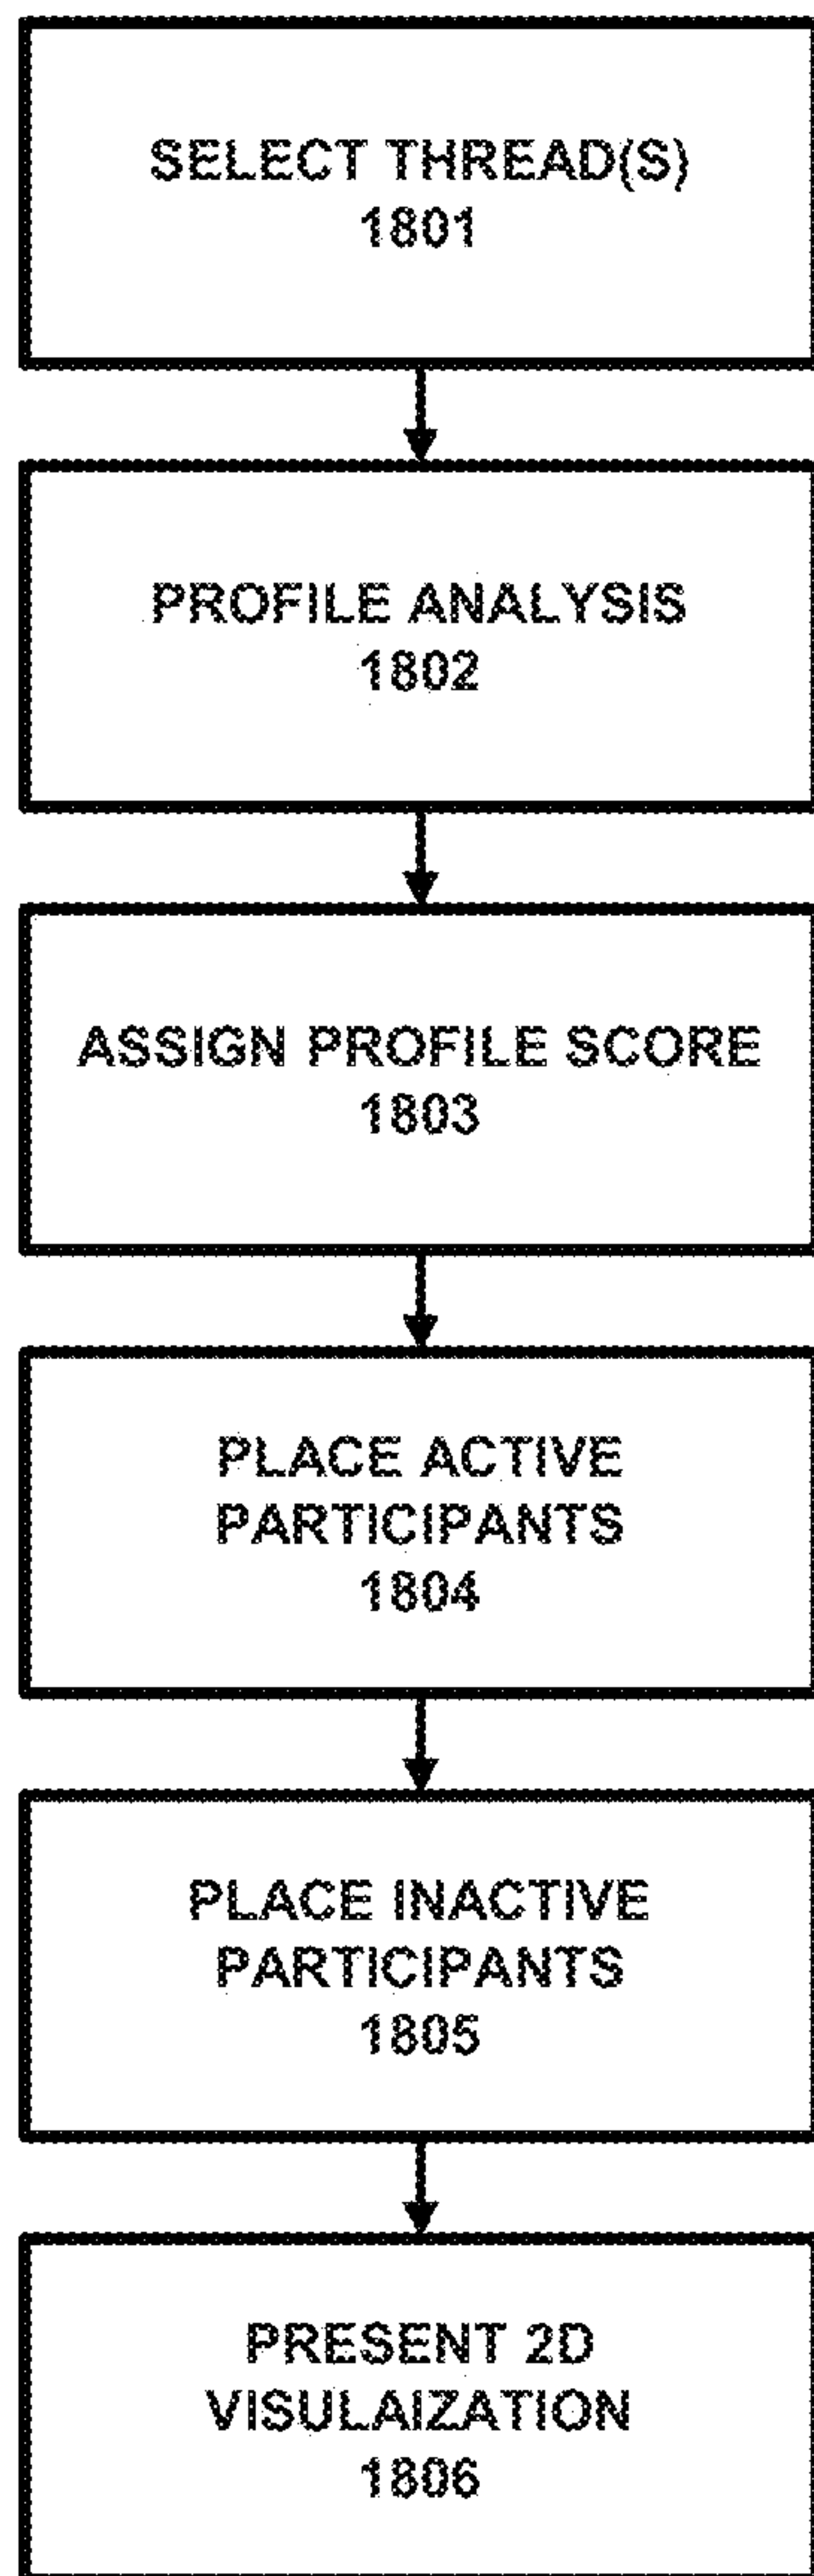 SELECT THREAD(S)
1801
PROFILE ANALYSIS
1802
ASSIGN PROFILE SCORE
1803
PLACE ACTIVE
PARTICIPANTS
1804
PLACE INACTIVE
PARTICIPANTS
1805
PRESENT 2D
VISULAIZATION
1806